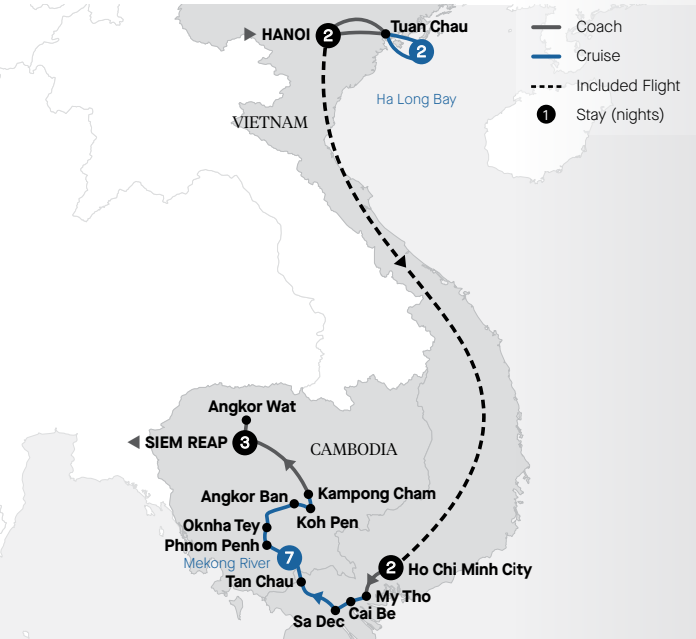 HANOI
2
Tuan Chau
2
Ha Long Bay
VIETNAM
Coach
Cruise
Included Flight
1
Stay (nights)
Angkor Wat
SIEM REAP
3
CAMBODIA
Angkor Ban
Kampong Cham
Koh Pen
Oknha Tey
Phnom Penh
Mekong River
7
2
Ho Chi Minh City
Tan Chau
My Tho
Cai Be
Sa Dec